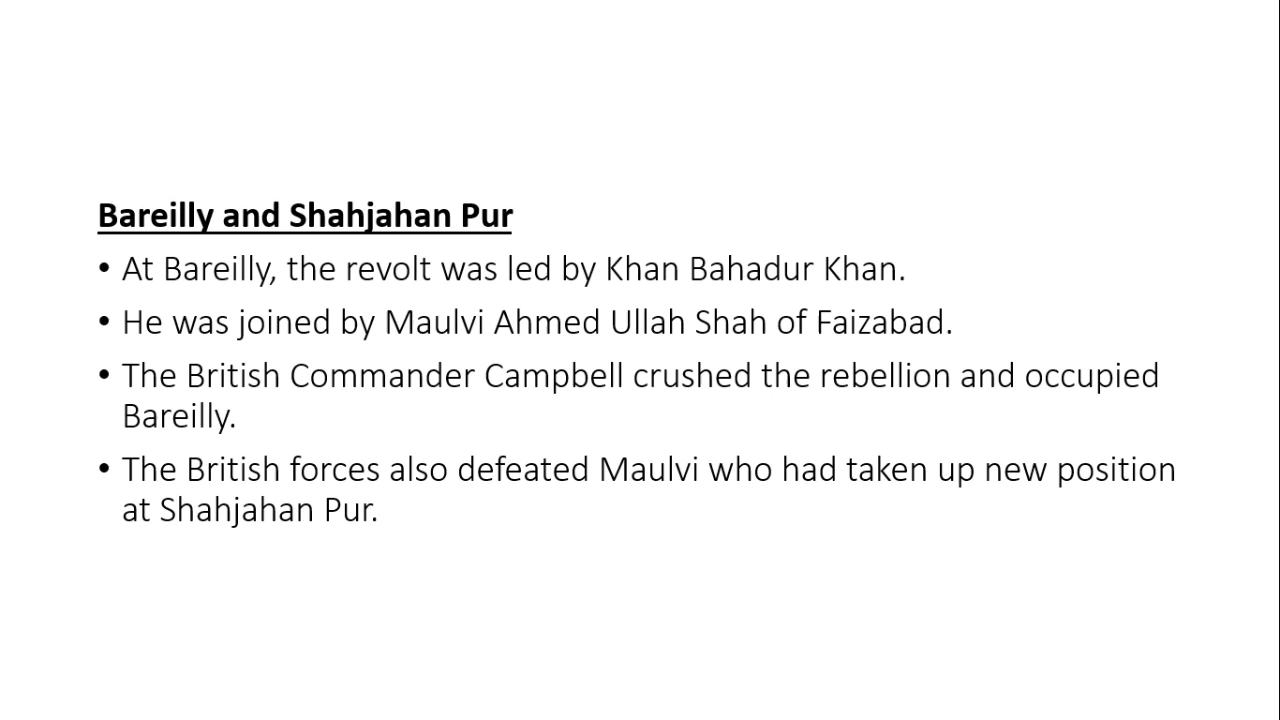 Bareilly and Shahjahan Pur
• At Bareilly, the revolt was led by Khan Bahadur Khan.
• He was joined by Maulvi Ahmed Ullah Shah of Faizabad.
• The British Commander Campbell crushed the rebellion and occupied
Bareilly.
• The British forces also defeated Maulvi who had taken up new position
at Shahjahan Pur.